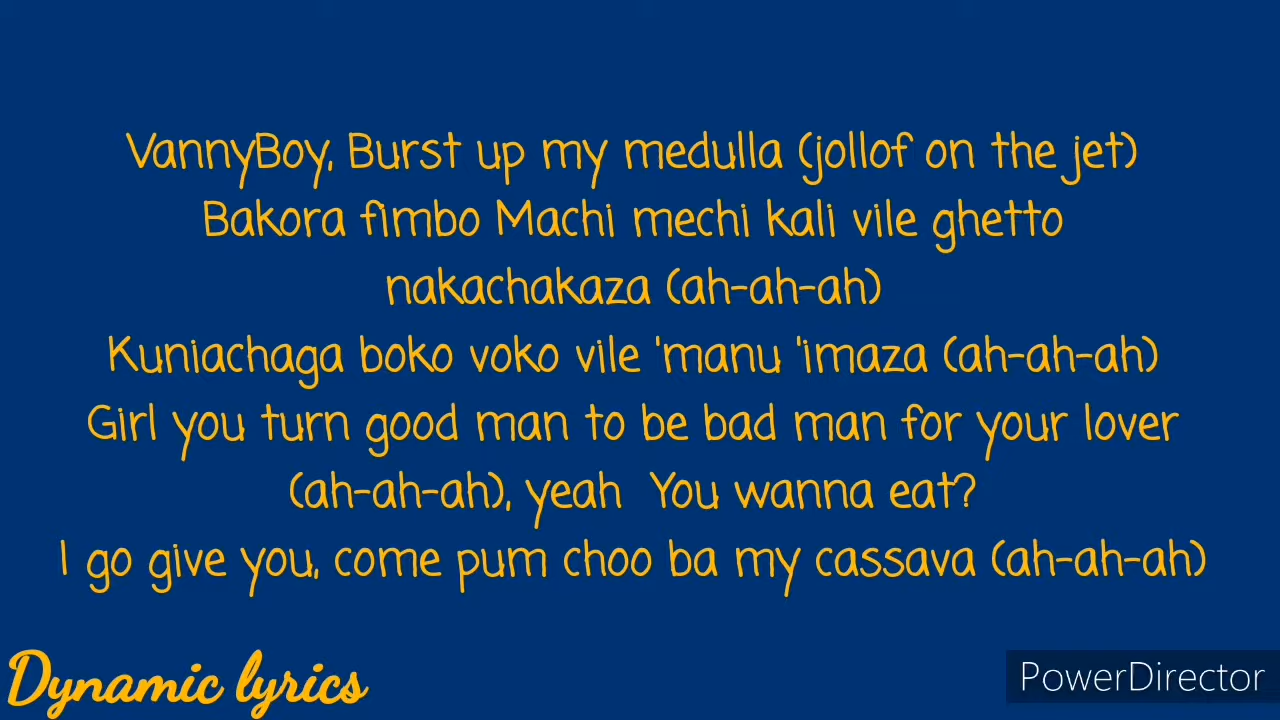 VannyBoy, Burst up my medulla (jollof on the jet)
Bakora fimbo Machi mechi kali vile ghetto
nakachakaza (ah-ah-ah)
Kuniachaga boko voko vile 'manu 'imaza (ah-ah-ah)
Girl you turn good man to be bad man for your lover
(ah-ah-ah), yeah  You wanna eat?
I go give you, come pum choo ba my cassava (ah-ah-ah)
Dynamic lyrics
PowerDirector